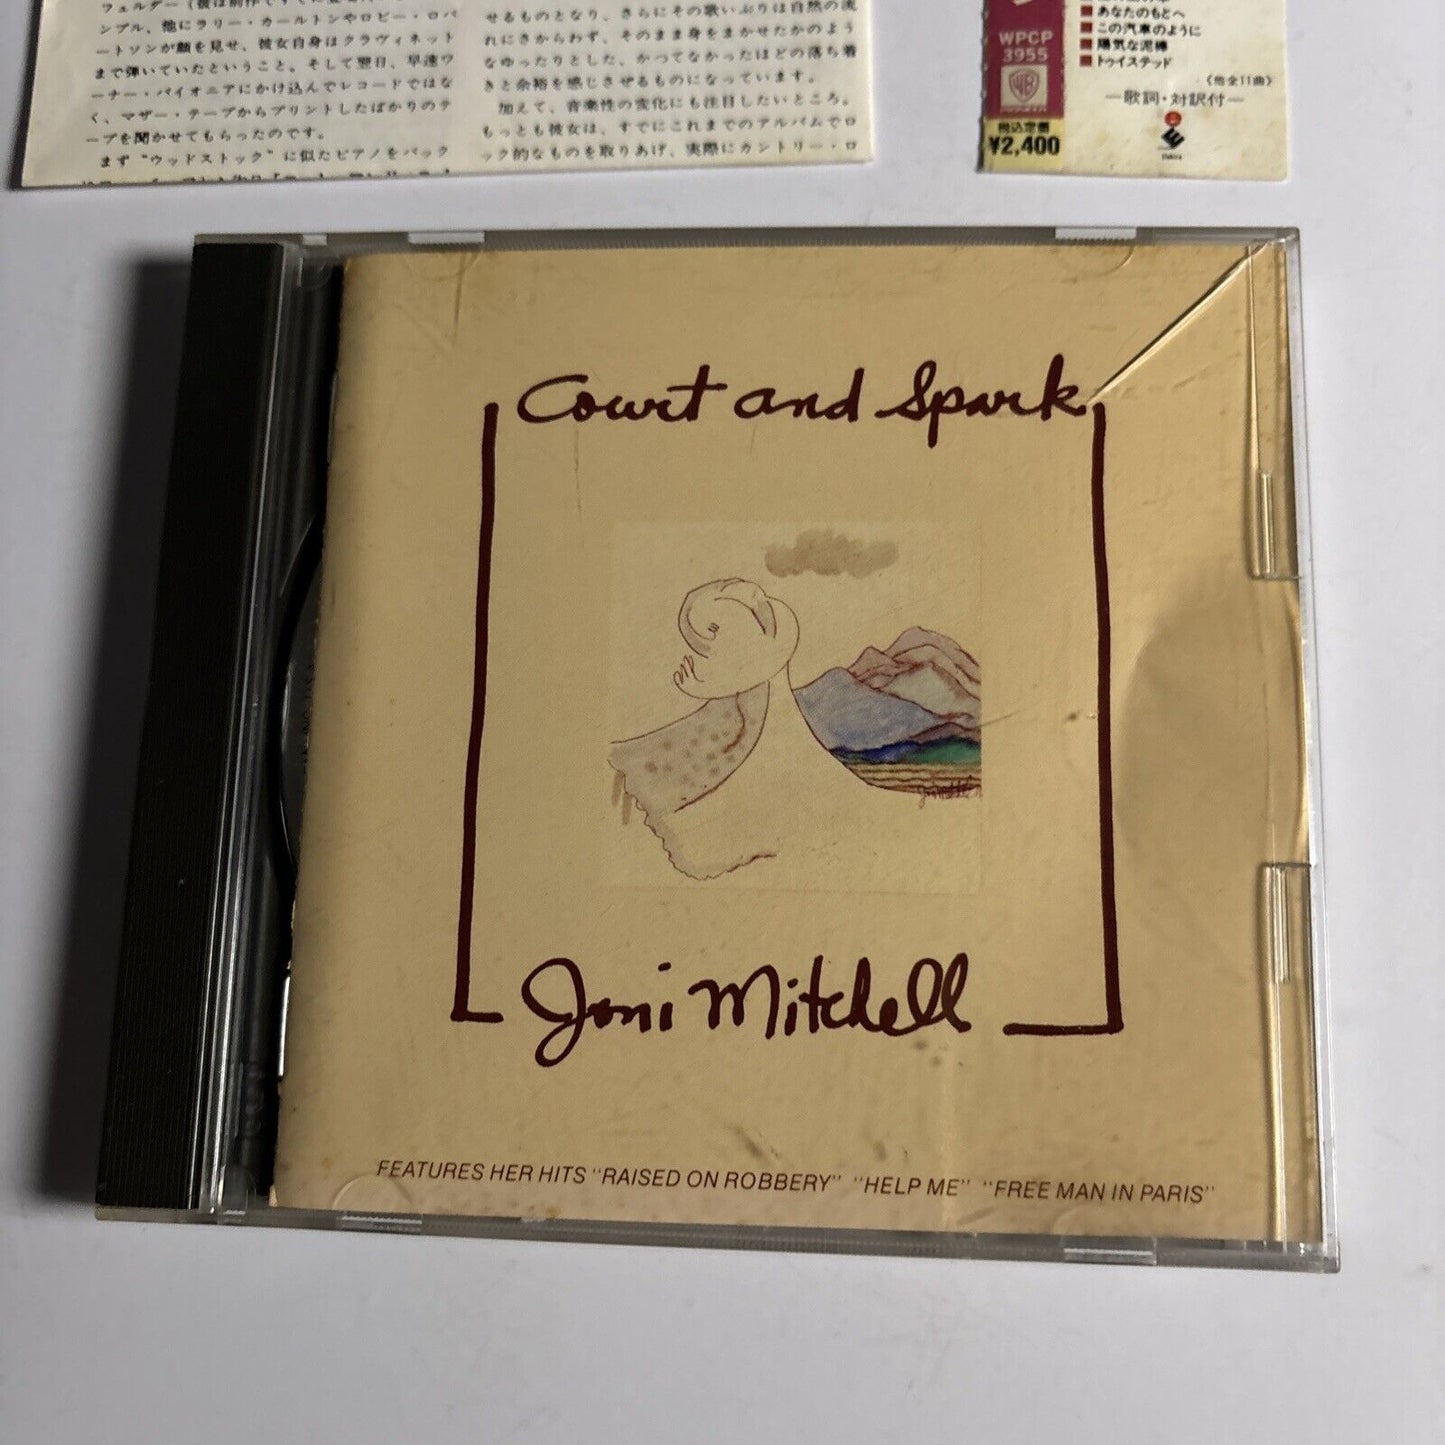 フェルダー（彼は前作ですでに
ンプル、他にラリー・カールトンやロビー・ロバ
ートソンが顔を見せ、彼女自身はクラヴィネット
まで弾いていたということ。そして翌日、早速ワ
ーナー・パイオニアにかけ込んでレコードではな
く、マザー・テープからプリントしたばかりのテ
ープを聞かせてもらったのです。
まず“ウッドストック”に似たピアノをバック
せるものとなり、さらにその歌いぶりは自然の流
れにさからわず、そのまま身をまかせたかのよう
なゆったりとした、かつてなかったほどの落ち着
きと余裕を感じさせるものになっています。
加えて、音楽性の変化にも注目したいところ。
もっとも彼女は、すでにこれまでのアルバムでロ
ック的なものを取りあげ、実際にカントリー・ロ
■あなたのもとへ
■この汽車のように
■陽気な泥棒
■トゥイステッド
《他全11曲》
—歌詞・対訳付—
WPCP
3955
税込定価
¥2,400
Court and Spark
Joni Mitchell
FEATURES HER HITS “RAISED ON ROBBERY” “HELP ME” “FREE MAN IN PARIS”